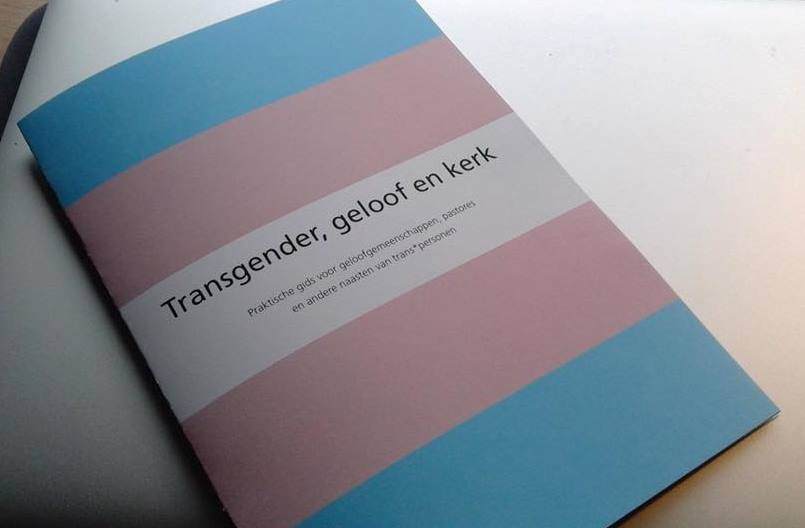 Transgender, geloof en kerk
Praktische gids voor geloofgemeenschappen, pastores
en andere naasten van trans*personen